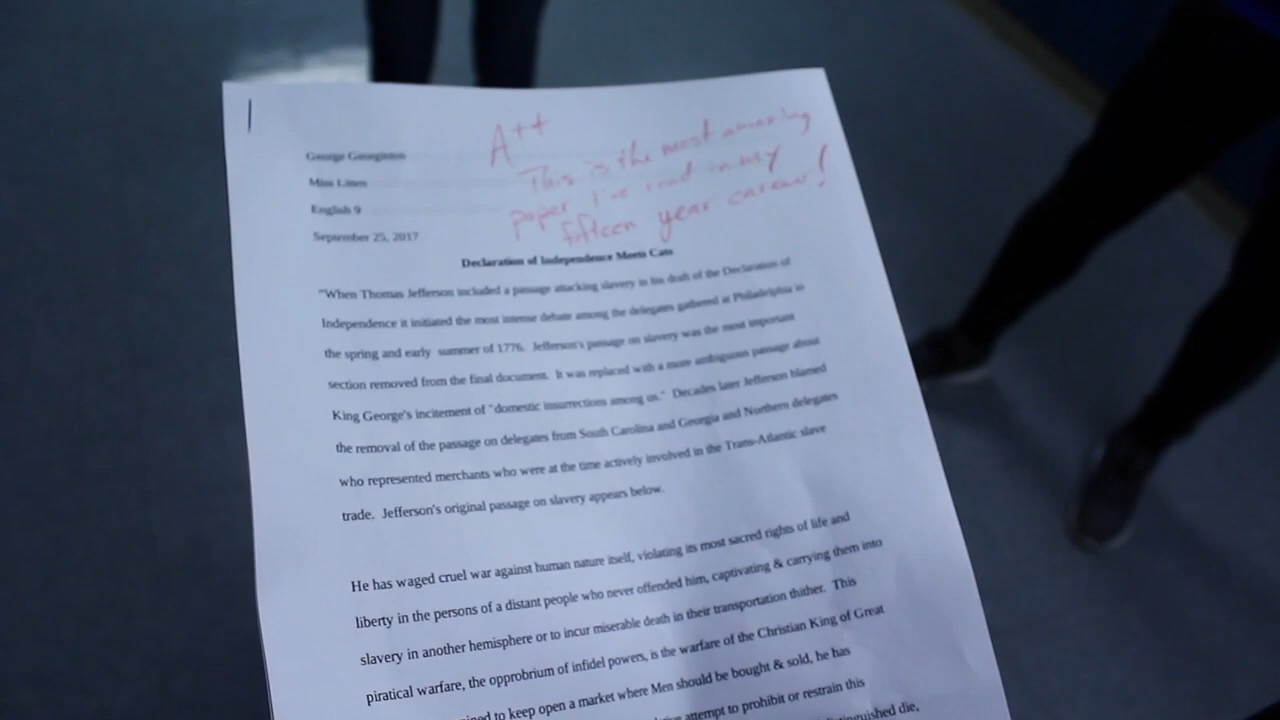 George Georginton
A++
Miss Linen
This is the most amazing
English 9
paper I've read in my
September 25, 2017
fifteen year career!
Declaration of Independence Meets Cats
"When Thomas Jefferson included a passage attacking slavery in his draft of the Declaration of
Independence it initiated the most intense debate among the delegates gathered at Philadelphia in
the spring and early summer of 1776. Jefferson's passage on slavery was the most important
section removed from the final document. It was replaced with a more ambiguous passage about
King George's incitement of "domestic insurrections among us." Decades later Jefferson blamed
the removal of the passage on delegates from South Carolina and Georgia and Northern delegates
who represented merchants who were at the time actively involved in the Trans-Atlantic slave
trade. Jefferson's original passage on slavery appears below.
He has waged cruel war against human nature itself, violating its most sacred rights of life and
liberty in the persons of a distant people who never offended him, captivating & carrying them into
slavery in another hemisphere or to incur miserable death in their transportation thither. This
piratical warfare, the opprobrium of infidel powers, is the warfare of the Christian King of Great
to keep open a market where Men should be bought & sold, he has
attempt to prohibit or restrain this
die,